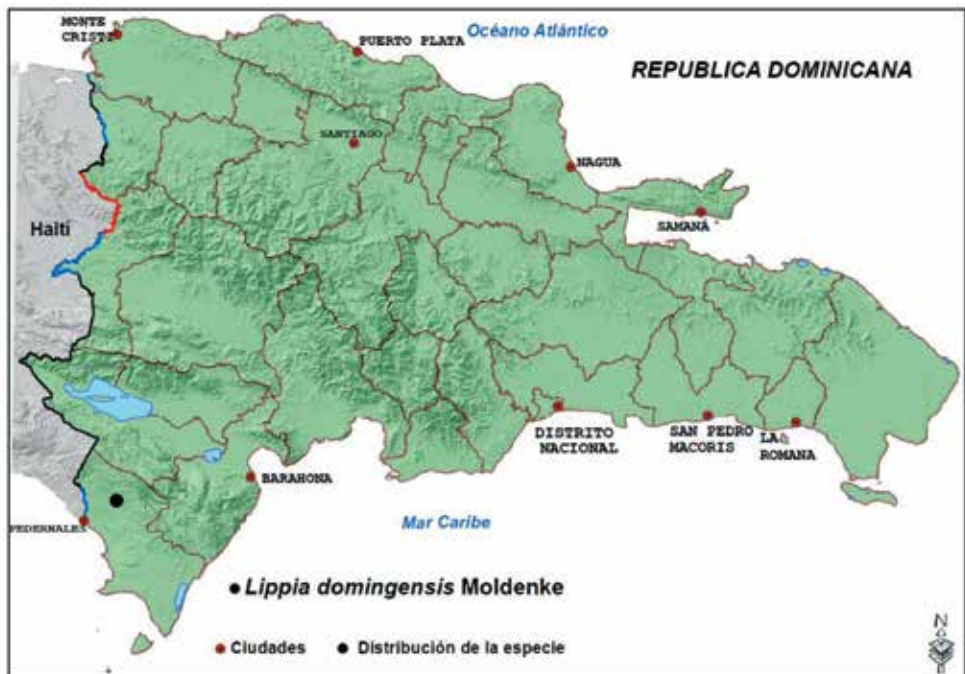 MONTE
CRISTI
PUERTO PLATA
Océano Atlántico
REPUBLICA DOMINICANA
SANTIAGO
NAGUA
SAMANÁ
Haití
DISTRITO
NACIONAL
SAN PEDRO
MACORIS
LA
ROMANA
BARAHONA
PEDERNALES
Mar Caribe
Lippia domingensis Moldenke
Ciudades
Distribución de la especie
N